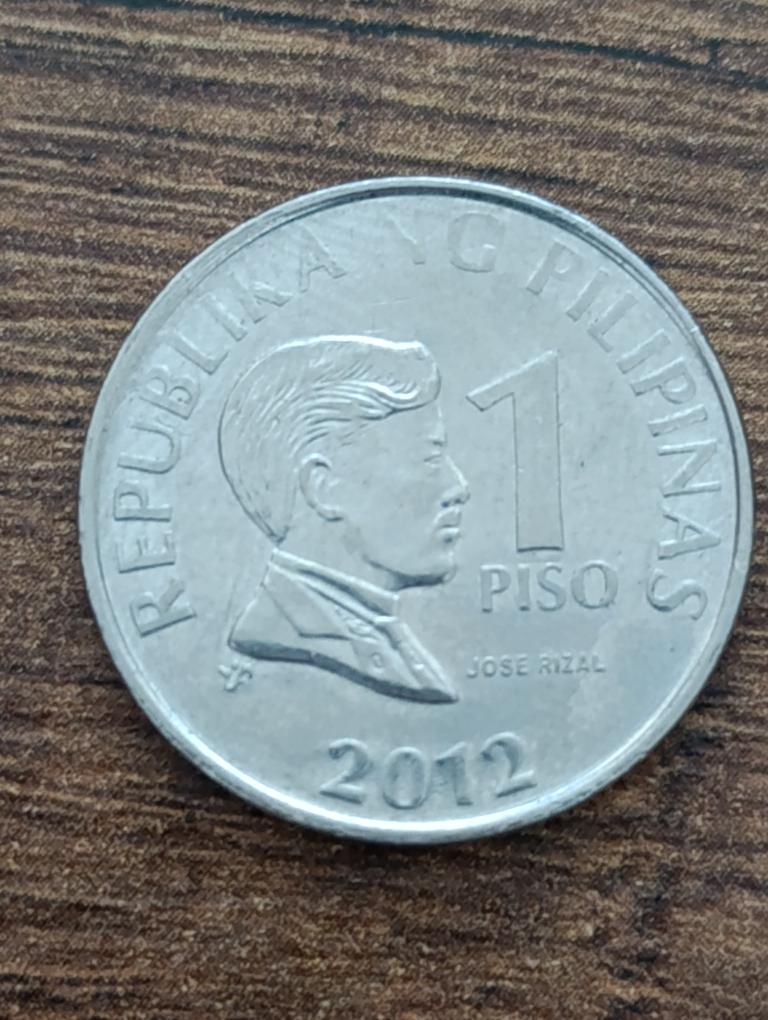 REPUBLIKA NG PILIPINAS
1
PISO
JOSE RIZAL
2012